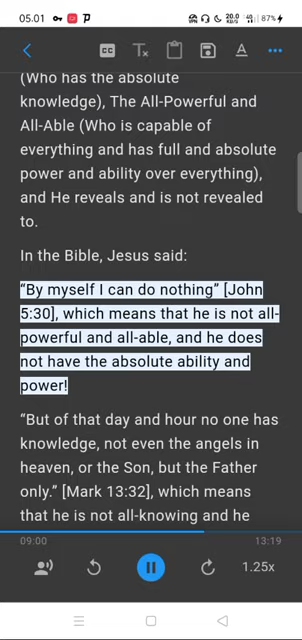 05.01
20.0 KB/s
87%
CC
(Who has the absolute
knowledge), The All-Powerful and
All-Able (Who is capable of
everything and has full and absolute
power and ability over everything),
and He reveals and is not revealed
to.
In the Bible, Jesus said:
“By myself I can do nothing” [John
5:30], which means that he is not all-
powerful and all-able, and he does
not have the absolute ability and
power!
“But of that day and hour no one has
knowledge, not even the angels in
heaven, or the Son, but the Father
only.” [Mark 13:32], which means
that he is not all-knowing and he
09:00
13:19
1.25x